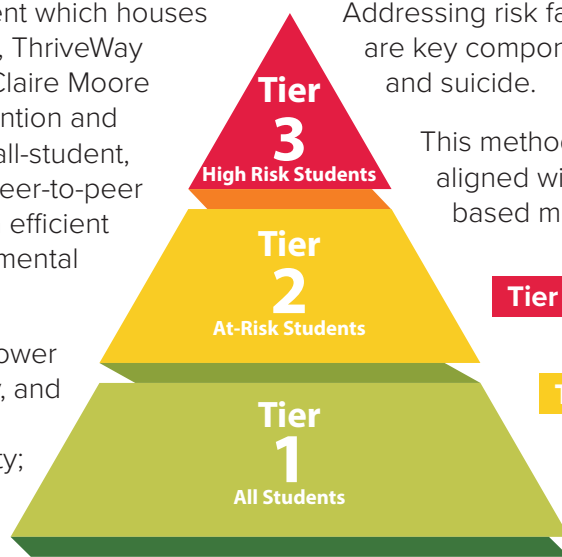 ent which houses
, ThriveWay
Claire Moore
ntion and
all-student,
eer-to-peer
efficient
mental
ower
, and
ty;
Tier
3
High Risk Students
Tier
2
At-Risk Students
Tier
1
All Students
Addressing risk fa
are key compon
and suicide.
This method
aligned wi
based m
Tier
T